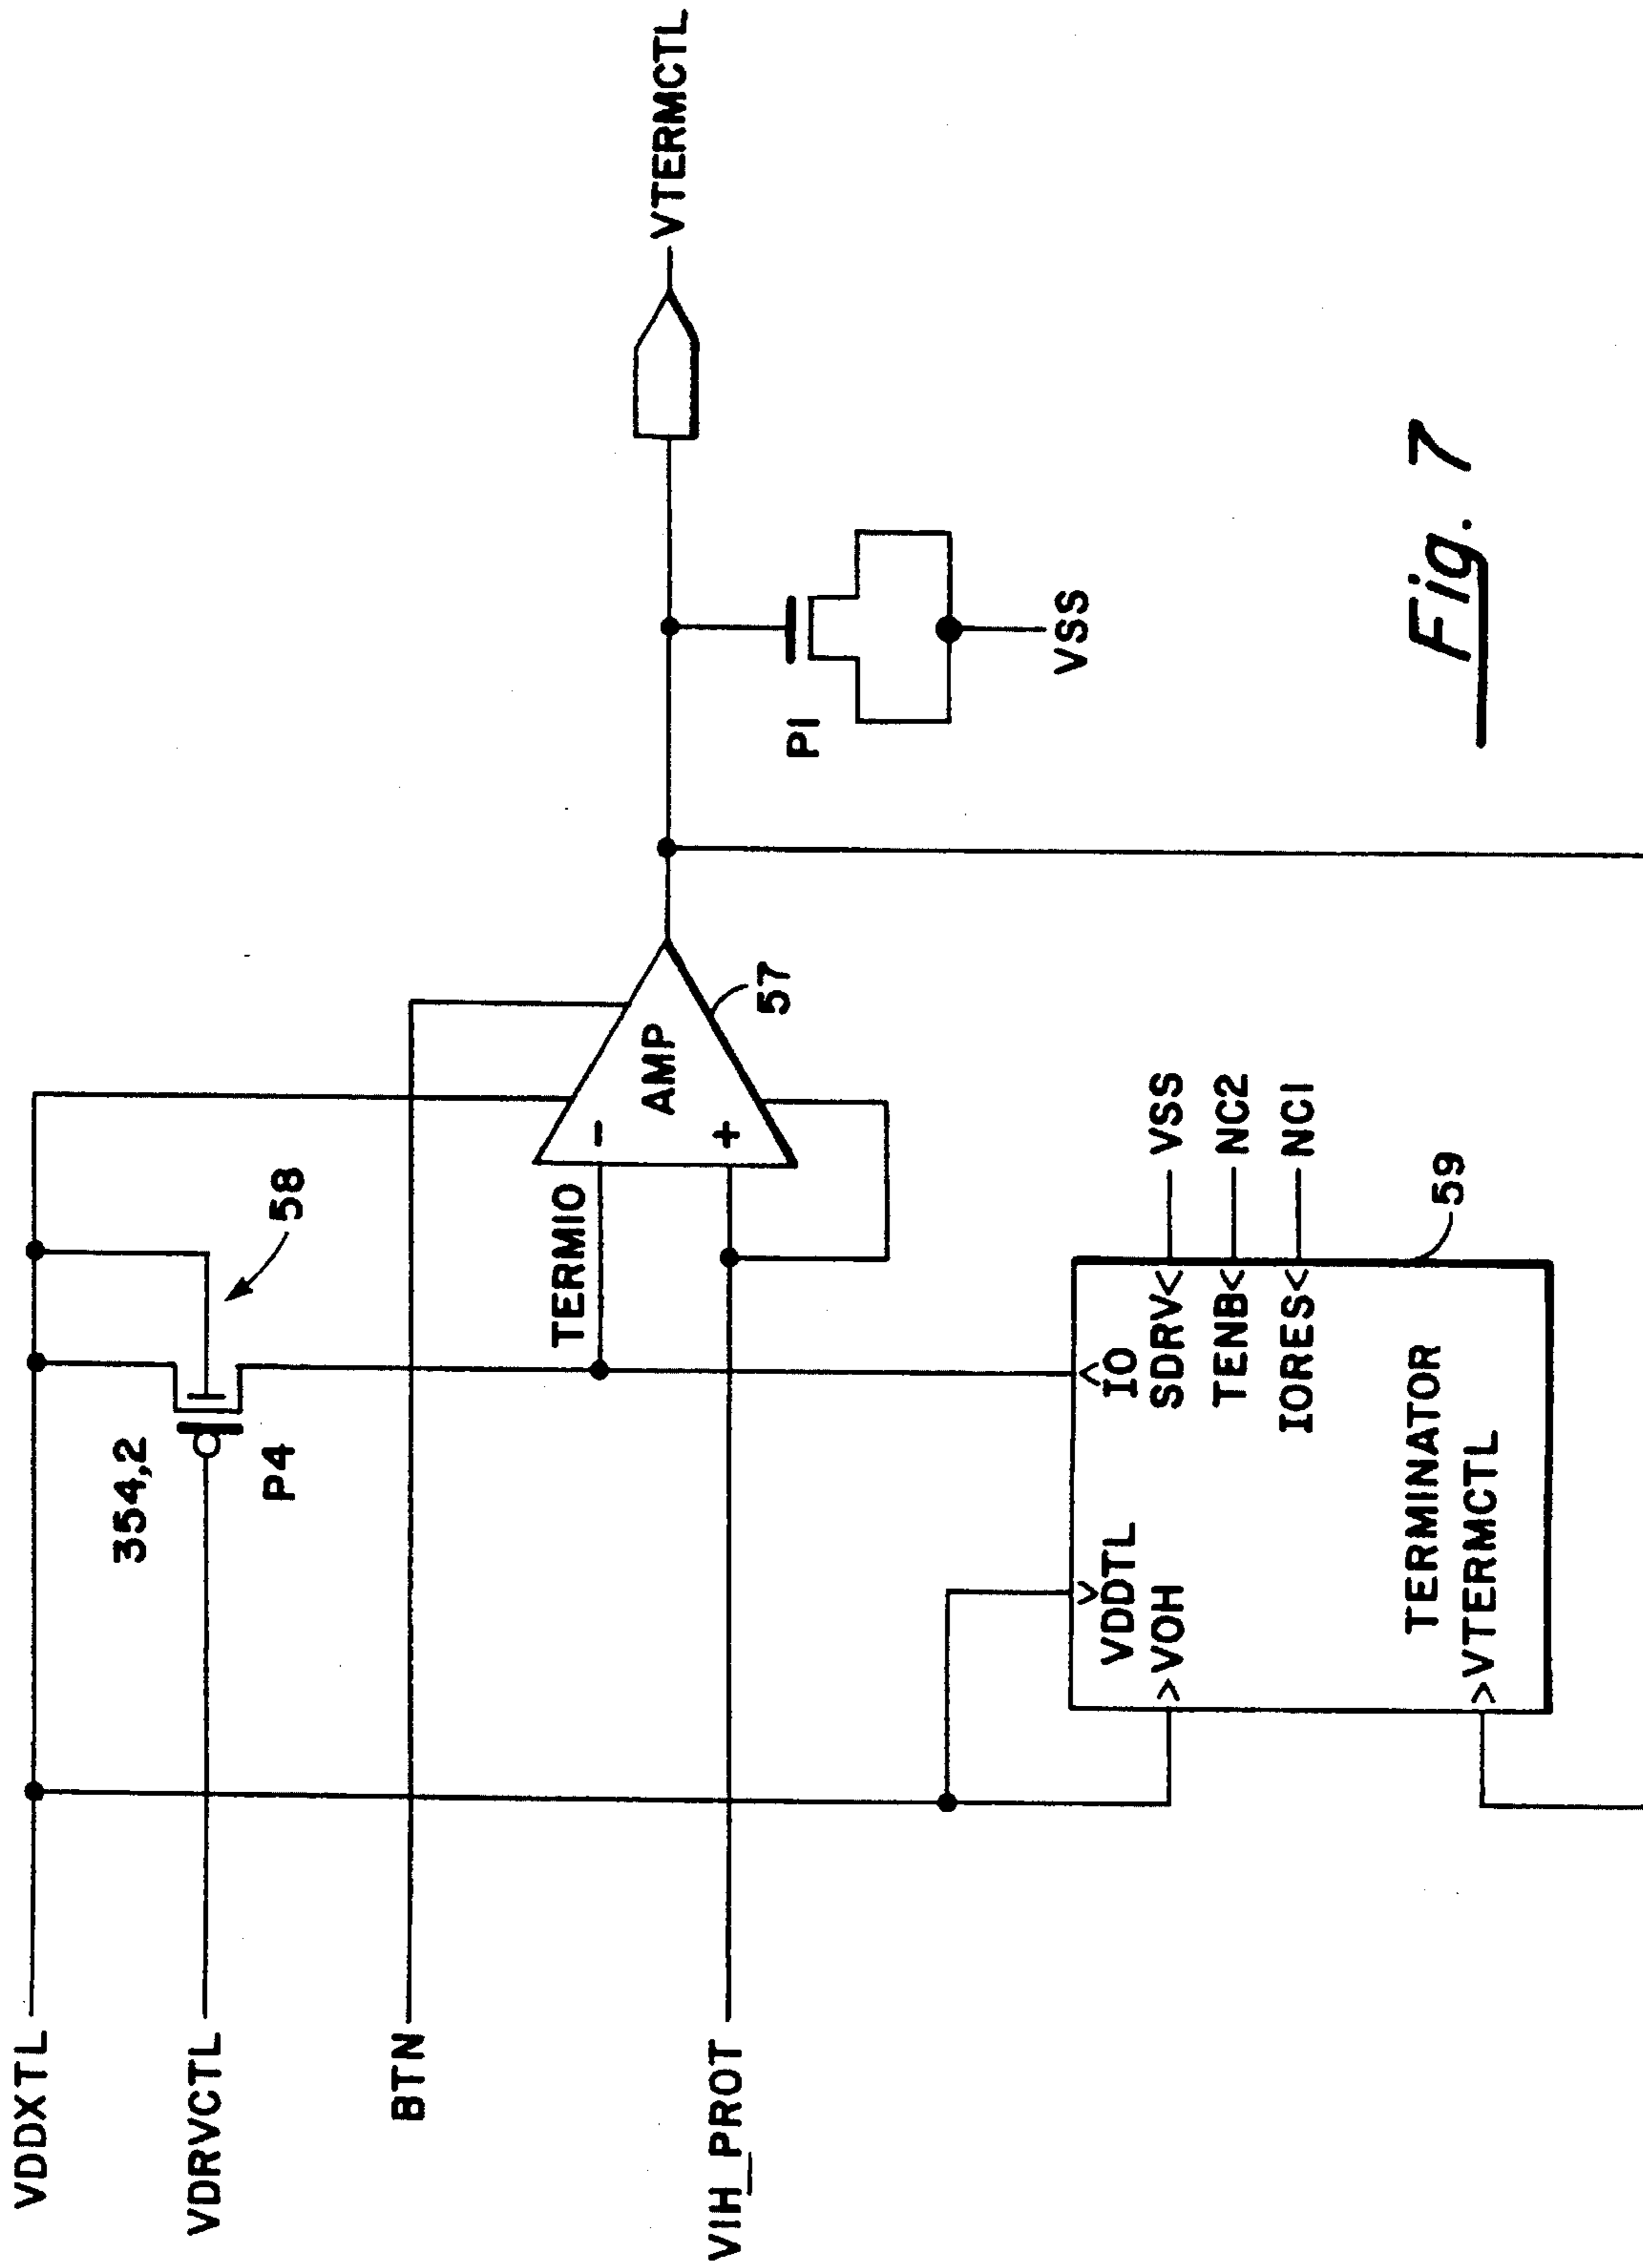 VDDXTL
VDRVCTL
BTN
VIH_PROT
354,2
P4
58
TERMIO
-
+
AMP
57
VTERMCTL
P1
VSS
VDDTL
>VOH
IO
SDRV<
VSS
TENB<
NC2
IORES<
NC1
TERMINATOR
>VTERMCTL
59
Fig. 7